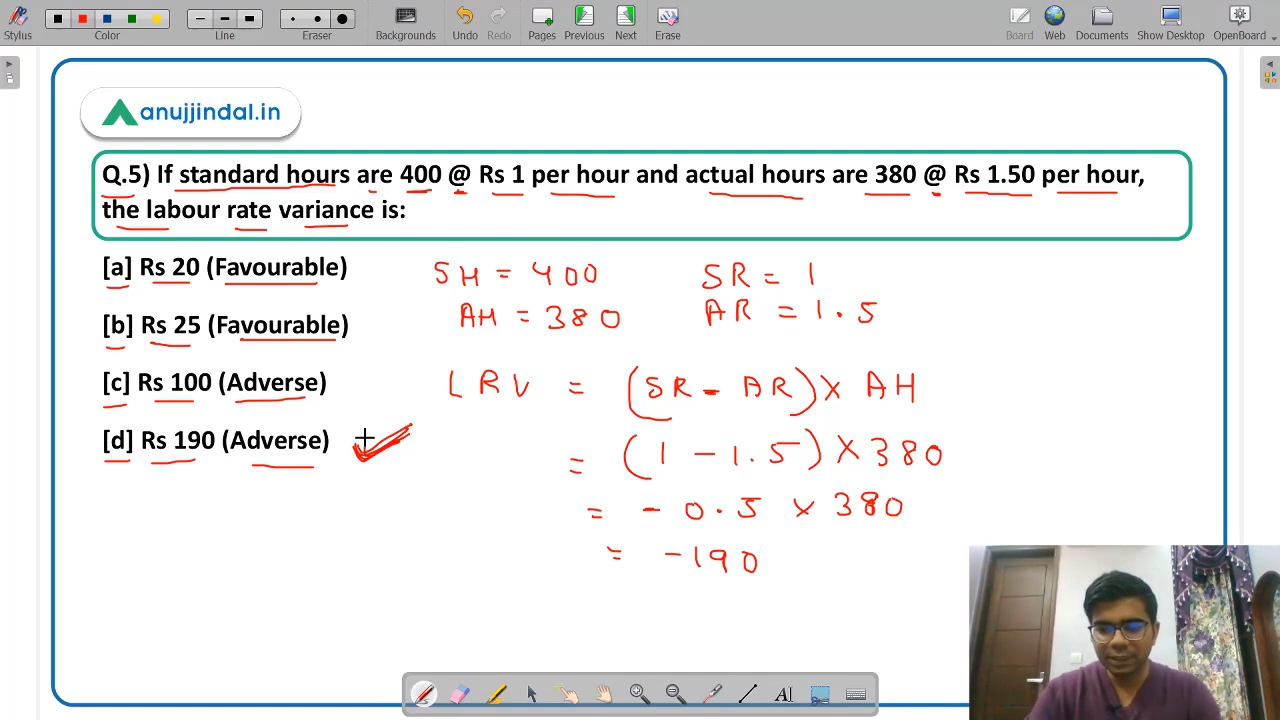 Stylus
Color
Line
Eraser
Backgrounds
Undo
Redo
Pages
Previous
Next
Erase
Board
Web
Documents
Show Desktop
OpenBoard
anujjindal.in
Q.5) If standard hours are 400 @ Rs 1 per hour and actual hours are 380 @ Rs 1.50 per hour,
the labour rate variance is:
[a] Rs 20 (Favourable)
[b] Rs 25 (Favourable)
[c] Rs 100 (Adverse)
[d] Rs 190 (Adverse)
SH = 400 SR = 1
AH = 380 AR = 1.5
LRV = (SR - AR) X AH
= (1 - 1.5) X 380
= - 0.5 X 380
= -190